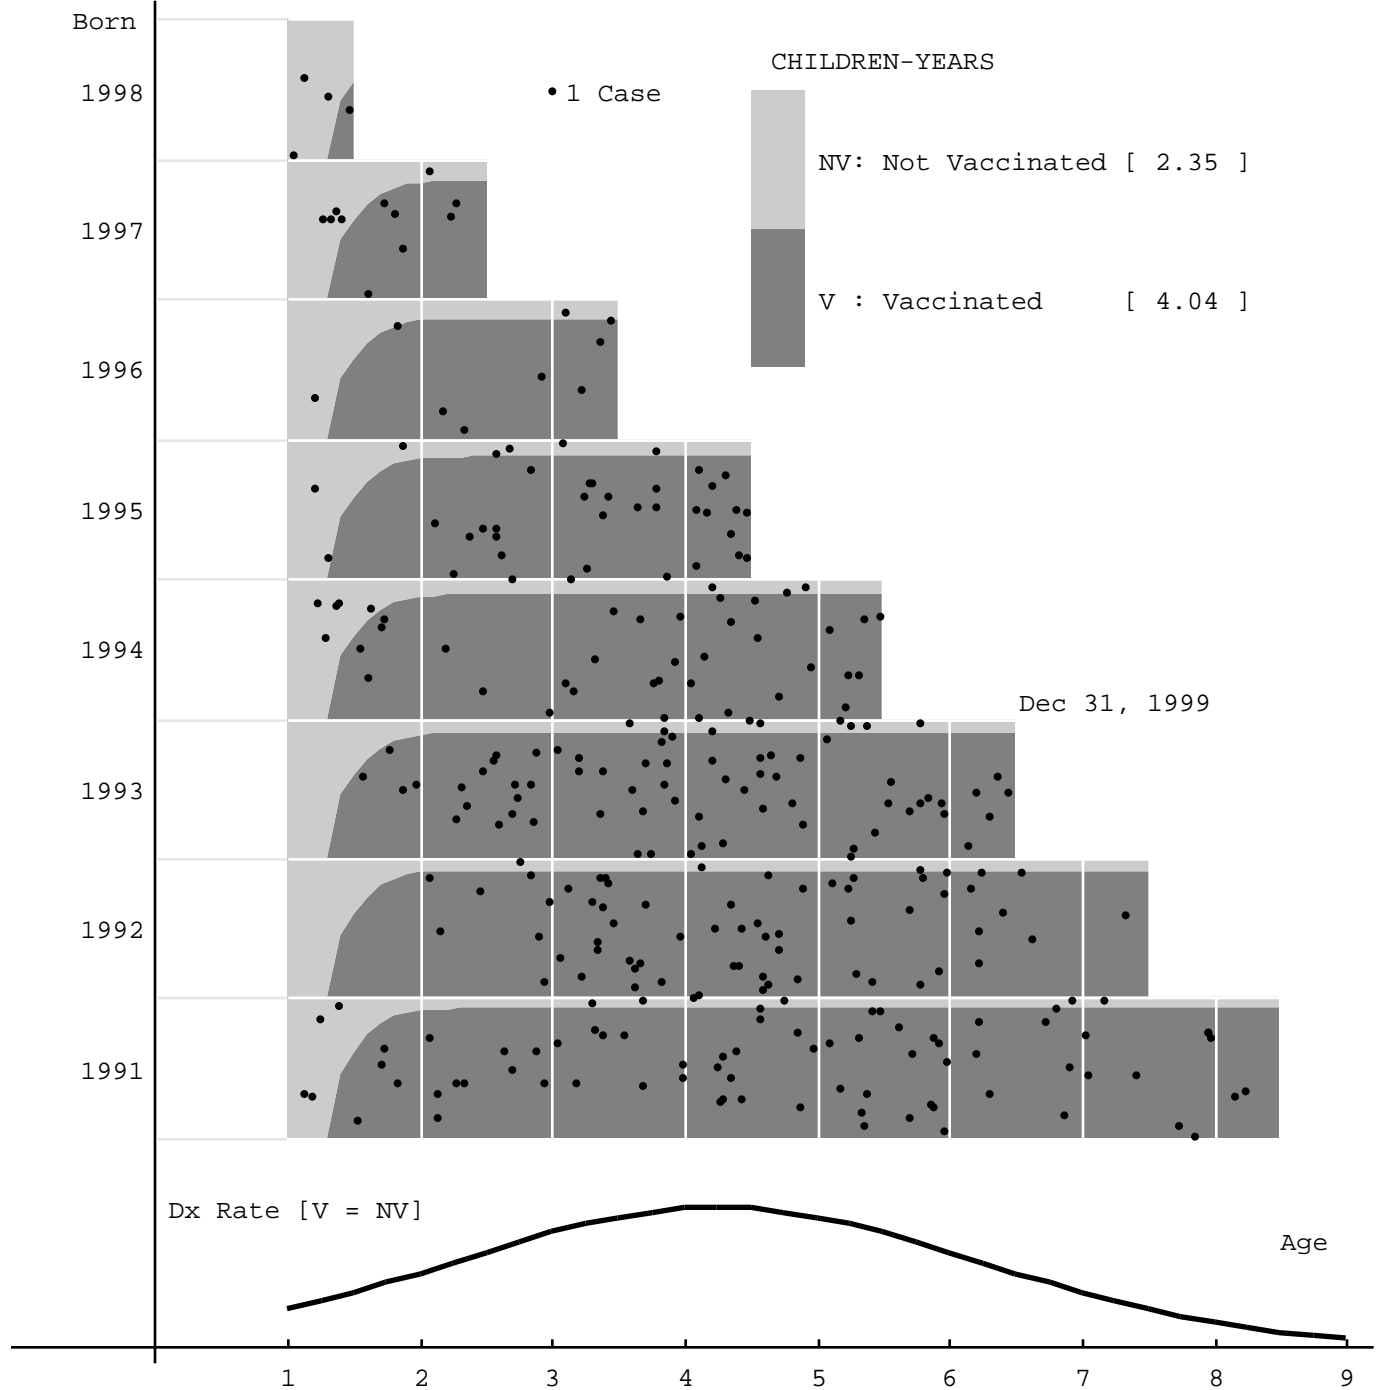 Born
CHILDREN-YEARS
1998
1 Case
NV: Not Vaccinated [ 2.35 ]
1997
V : Vaccinated [ 4.04 ]
1996
1995
1994
Dec 31, 1999
1993
1992
1991
Dx Rate [V = NV]
Age
1 2 3 4 5 6 7 8 9